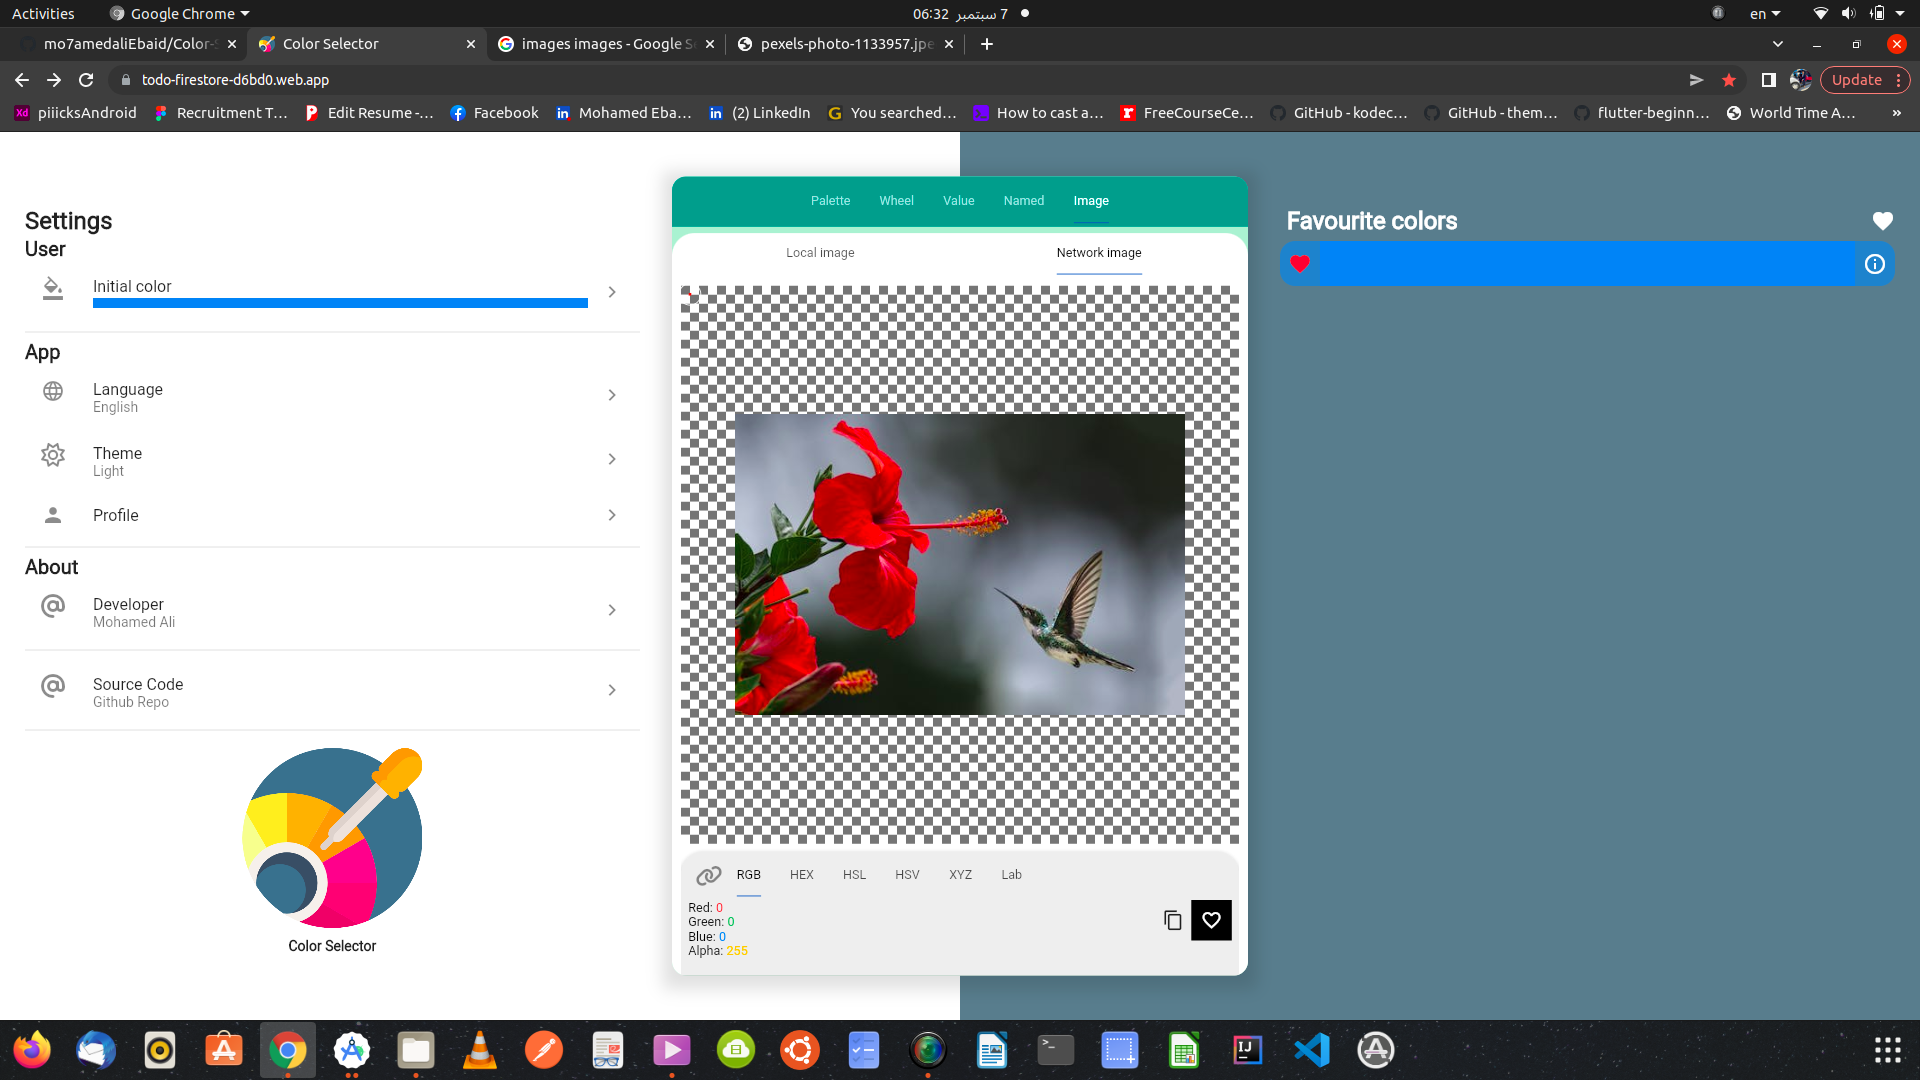 Activities
Google Chrome
7 سبتمبر 06:32
en
mo7amedaliEbaid/Color-
Color Selector
images images - Google S
pexels-photo-1133957.jpe
todo-firestore-d6bd0.web.app
Update
piiicksAndroid
Recruitment T...
Edit Resume -...
Facebook
Mohamed Eba...
(2) LinkedIn
You searched...
How to cast a...
FreeCourseCe...
GitHub - kodec...
GitHub - them...
flutter-beginn...
World Time A...
»
Settings
User
Initial color
App
Language
English
Theme
Light
Profile
About
Developer
Mohamed Ali
Source Code
Github Repo
Color Selector
Palette Wheel Value Named Image
Local image Network image
RGB HEX HSL HSV XYZ Lab
Red: 0
Green: 0
Blue: 0
Alpha: 255
Favourite colors